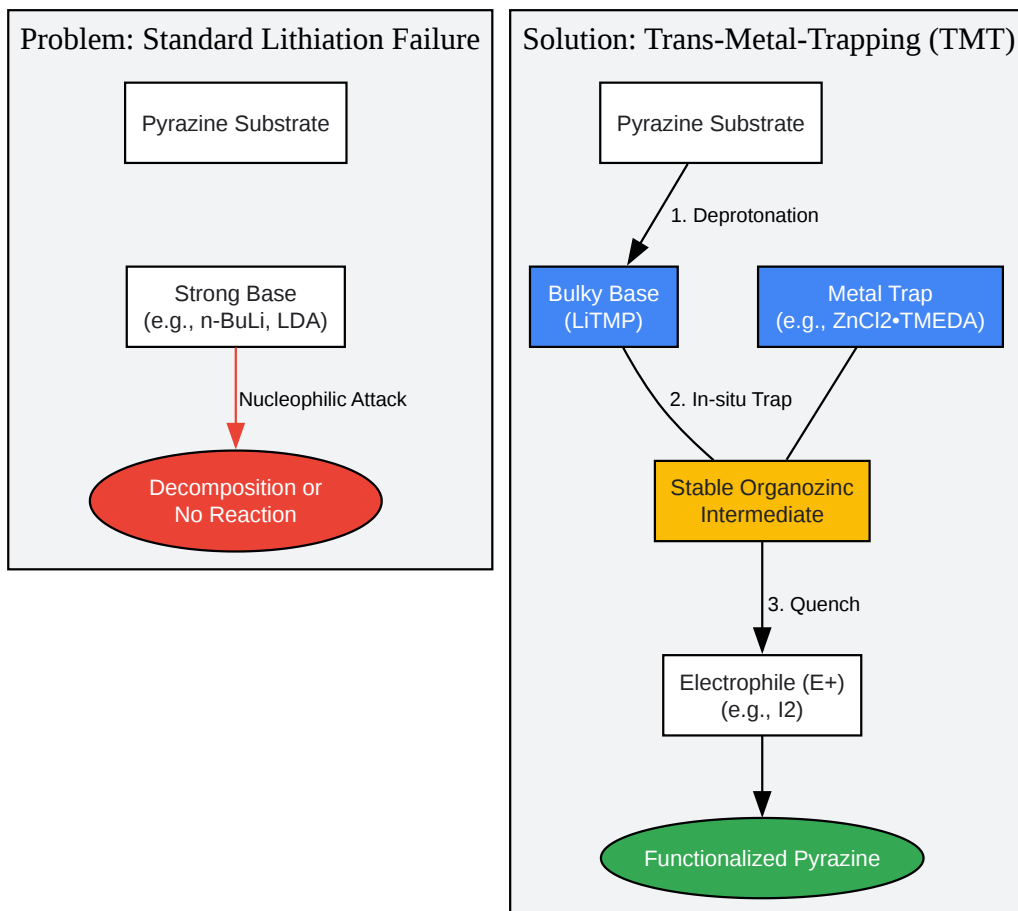 Problem: Standard Lithiation Failure
Pyrazine Substrate
Strong Base
(e.g., n-BuLi, LDA)
Nucleophilic Attack
Decomposition or
No Reaction
Solution: Trans-Metal-Trapping (TMT)
Pyrazine Substrate
1. Deprotonation
Bulky Base
(LiTMP)
Metal Trap
(e.g., ZnCl2•TMEDA)
2. In-situ Trap
Stable Organozinc
Intermediate
3. Quench
Electrophile (E+)
(e.g., I2)
Functionalized Pyrazine